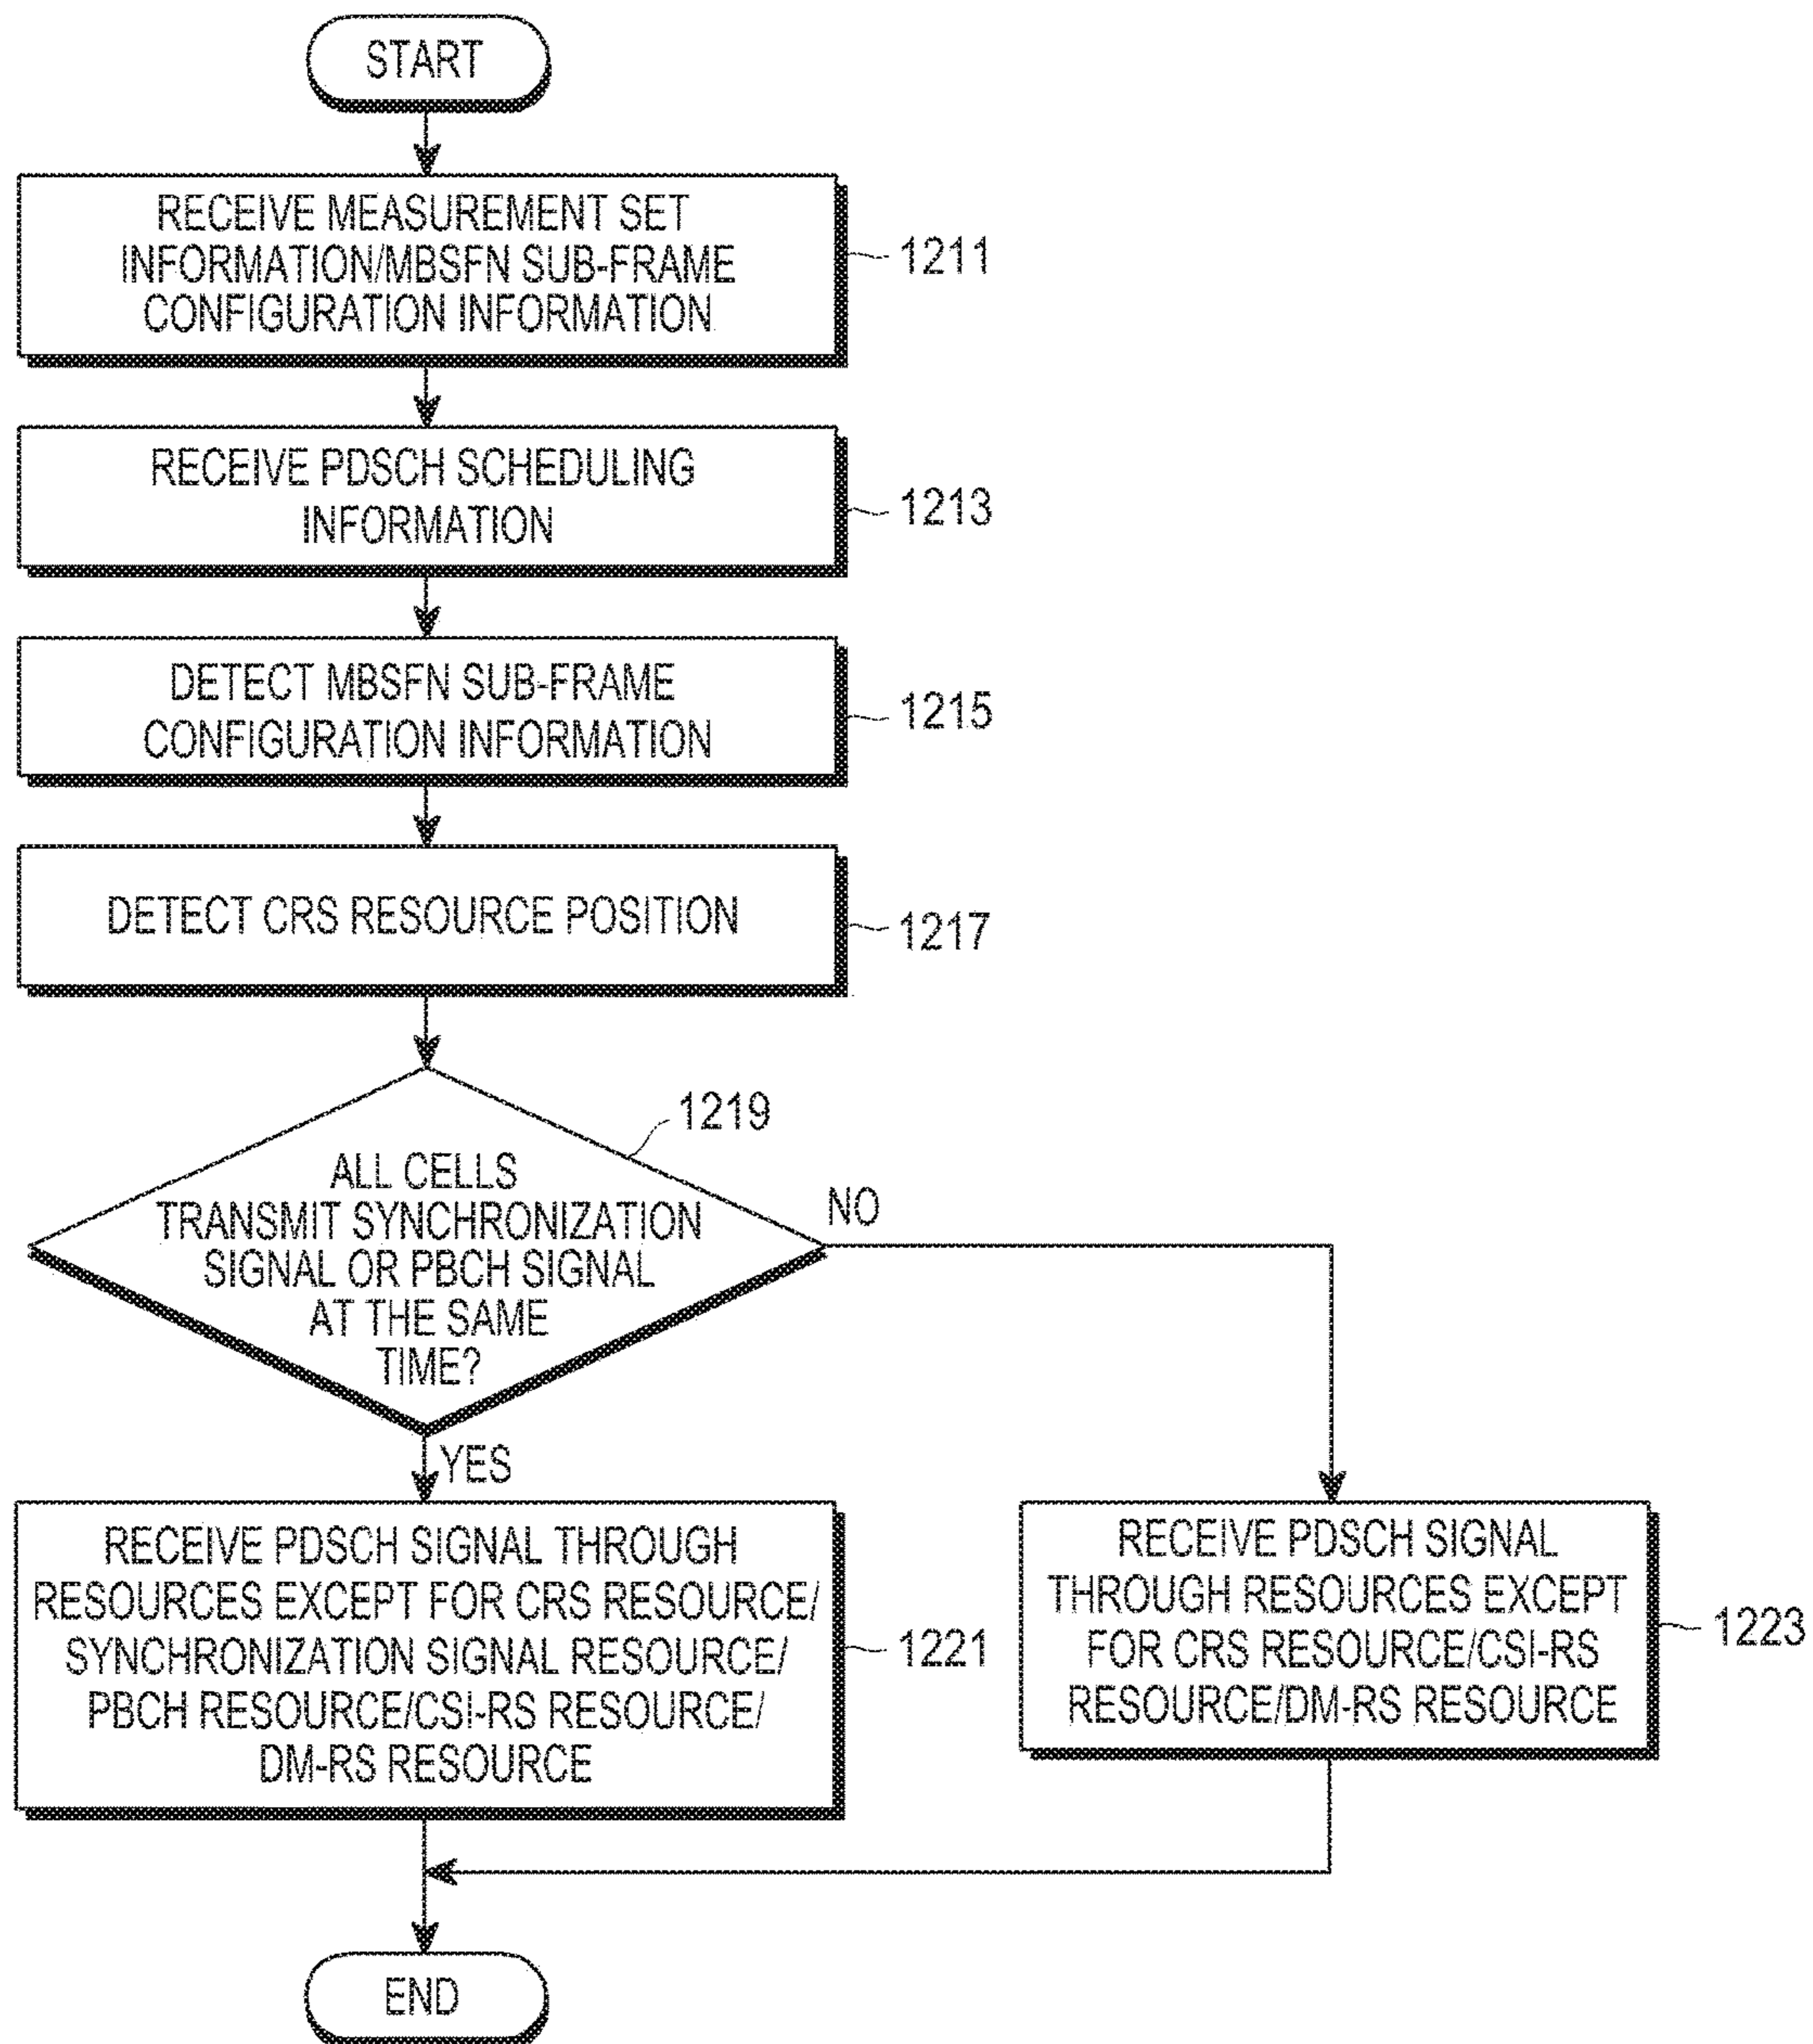 START
RECEIVE MEASUREMENT SET
INFORMATION/MBSFN SUB-FRAME
CONFIGURATION INFORMATION
1211
RECEIVE PDSCH SCHEDULING
INFORMATION
1213
DETECT MBSFN SUB-FRAME
CONFIGURATION INFORMATION
1215
DETECT CRS RESOURCE POSITION
1217
1219
ALL CELLS
TRANSMIT SYNCHRONIZATION
SIGNAL OR PBCH SIGNAL
AT THE SAME
TIME?
NO
YES
RECEIVE PDSCH SIGNAL THROUGH
RESOURCES EXCEPT FOR CRS RESOURCE/
SYNCHRONIZATION SIGNAL RESOURCE/
PBCH RESOURCE/CSI-RS RESOURCE/
DM-RS RESOURCE
1221
RECEIVE PDSCH SIGNAL
THROUGH RESOURCES EXCEPT
FOR CRS RESOURCE/CSI-RS
RESOURCE/DM-RS RESOURCE
1223
END